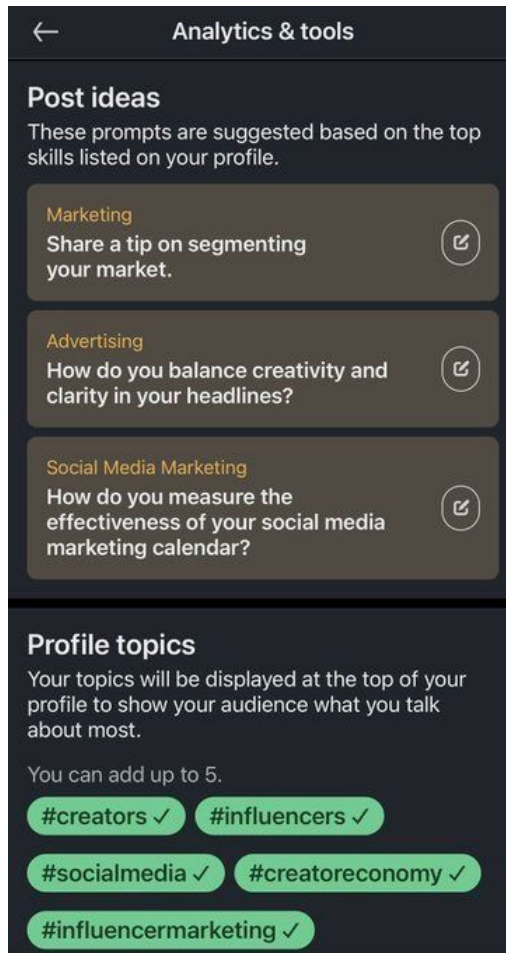 Analytics & tools
Post ideas
These prompts are suggested based on the top
skills listed on your profile.
Marketing
Share a tip on segmenting
your market.
Advertising
How do you balance creativity and
clarity in your headlines?
Social Media Marketing
How do you measure the
effectiveness of your social media
marketing calendar?
Profile topics
Your topics will be displayed at the top of your
profile to show your audience what you talk
about most.
You can add up to 5.
#creators ✓ #influencers ✓
#socialmedia ✓ #creatoreconomy ✓
#influencermarketing ✓